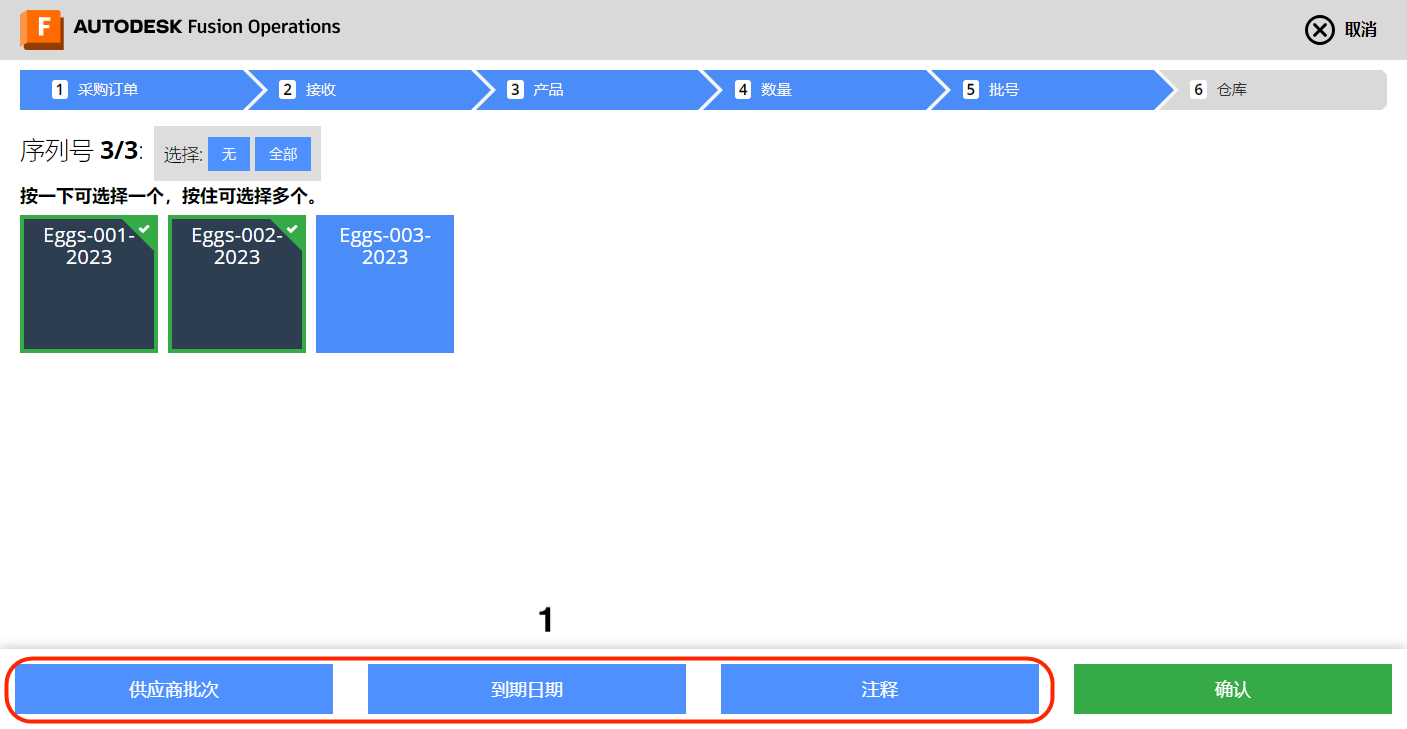 F AUTODESK Fusion Operations
取消
1 采购订单
2 接收
3 产品
4 数量
5 批号
6 仓库
序列号 3/3:
选择: 无 全部
按一下可选择一个，按住可选择多个。
Eggs-001-
2023
Eggs-002-
2023
Eggs-003-
2023
1
供应商批次
到期日期
注释
确认